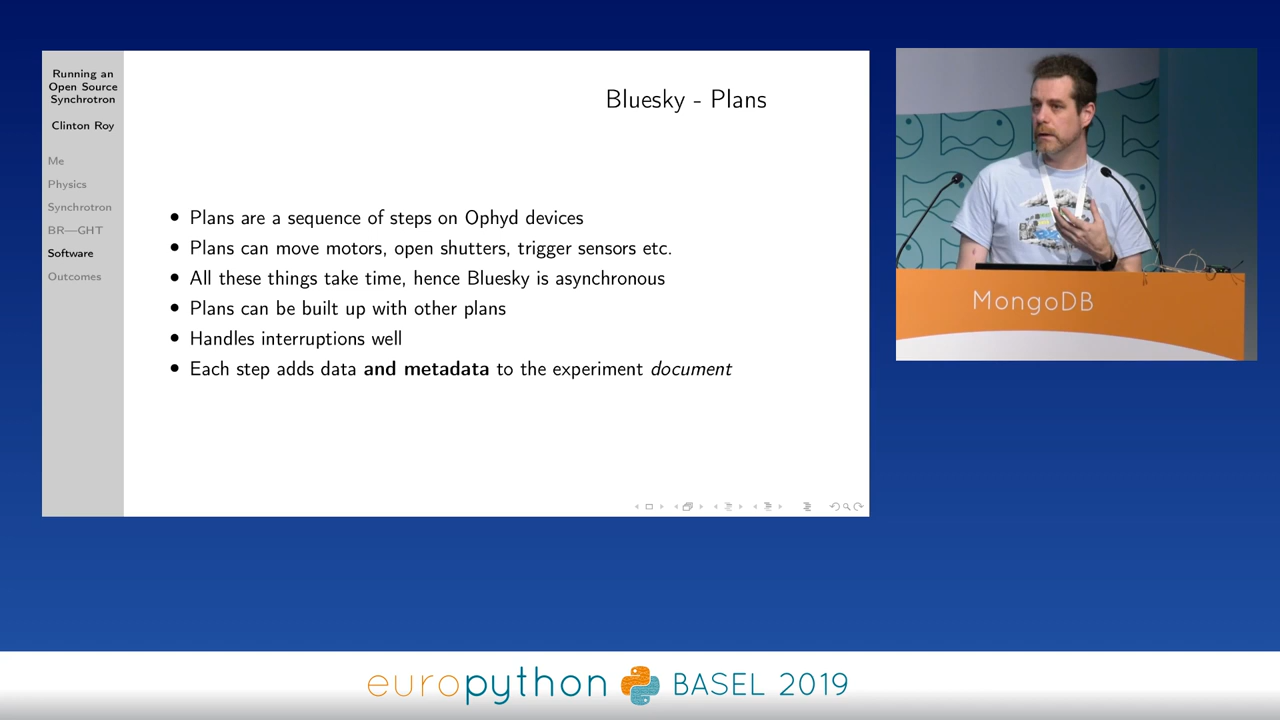 Running an
Open Source
Synchrotron
Clinton Roy
Me
Physics
Synchrotron
BR—GHT
Software
Outcomes
Bluesky - Plans
• Plans are a sequence of steps on Ophyd devices
• Plans can move motors, open shutters, trigger sensors etc.
• All these things take time, hence Bluesky is asynchronous
• Plans can be built up with other plans
• Handles interruptions well
• Each step adds data and metadata to the experiment document
MongoDB
europython BASEL 2019